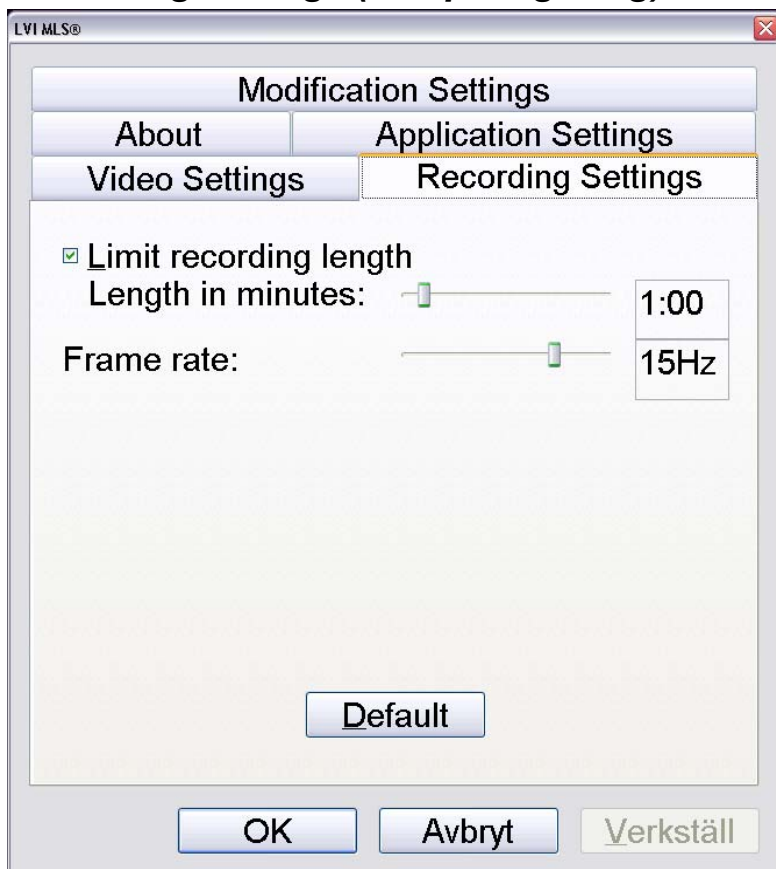 LVI MLS®
Modification Settings
About Application Settings
Video Settings Recording Settings
Limit recording length
Length in minutes: 1:00
Frame rate: 15Hz
Default
OK Avbryt Verkställ